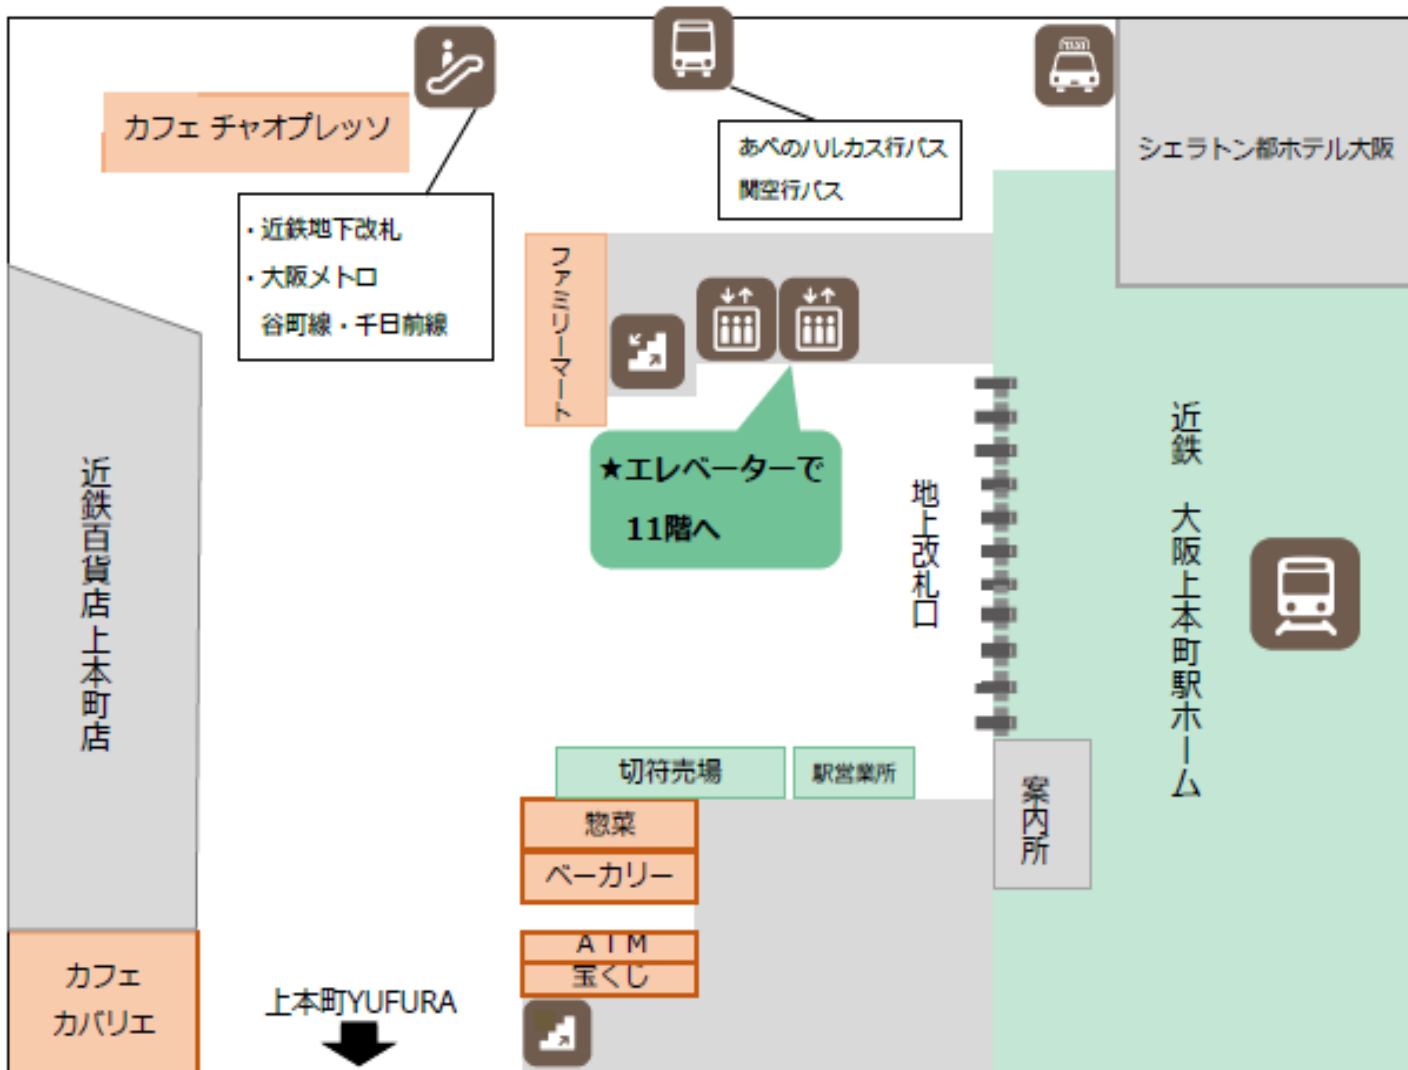 TAXI
カフェ チャオプレッソ
あべのハルカス行バス
関空行バス
シェラトン都ホテル大阪
・近鉄地下改札
・大阪メトロ
谷町線・千日前線
ファミリーマート
★エレベーターで
11階へ
近鉄百貨店上本町店
地上改札口
近鉄 大阪上本町駅ホーム
切符売場
駅営業所
案内所
惣菜
ベーカリー
ATM
宝くじ
カフェ
カバリエ
上本町YUFURA